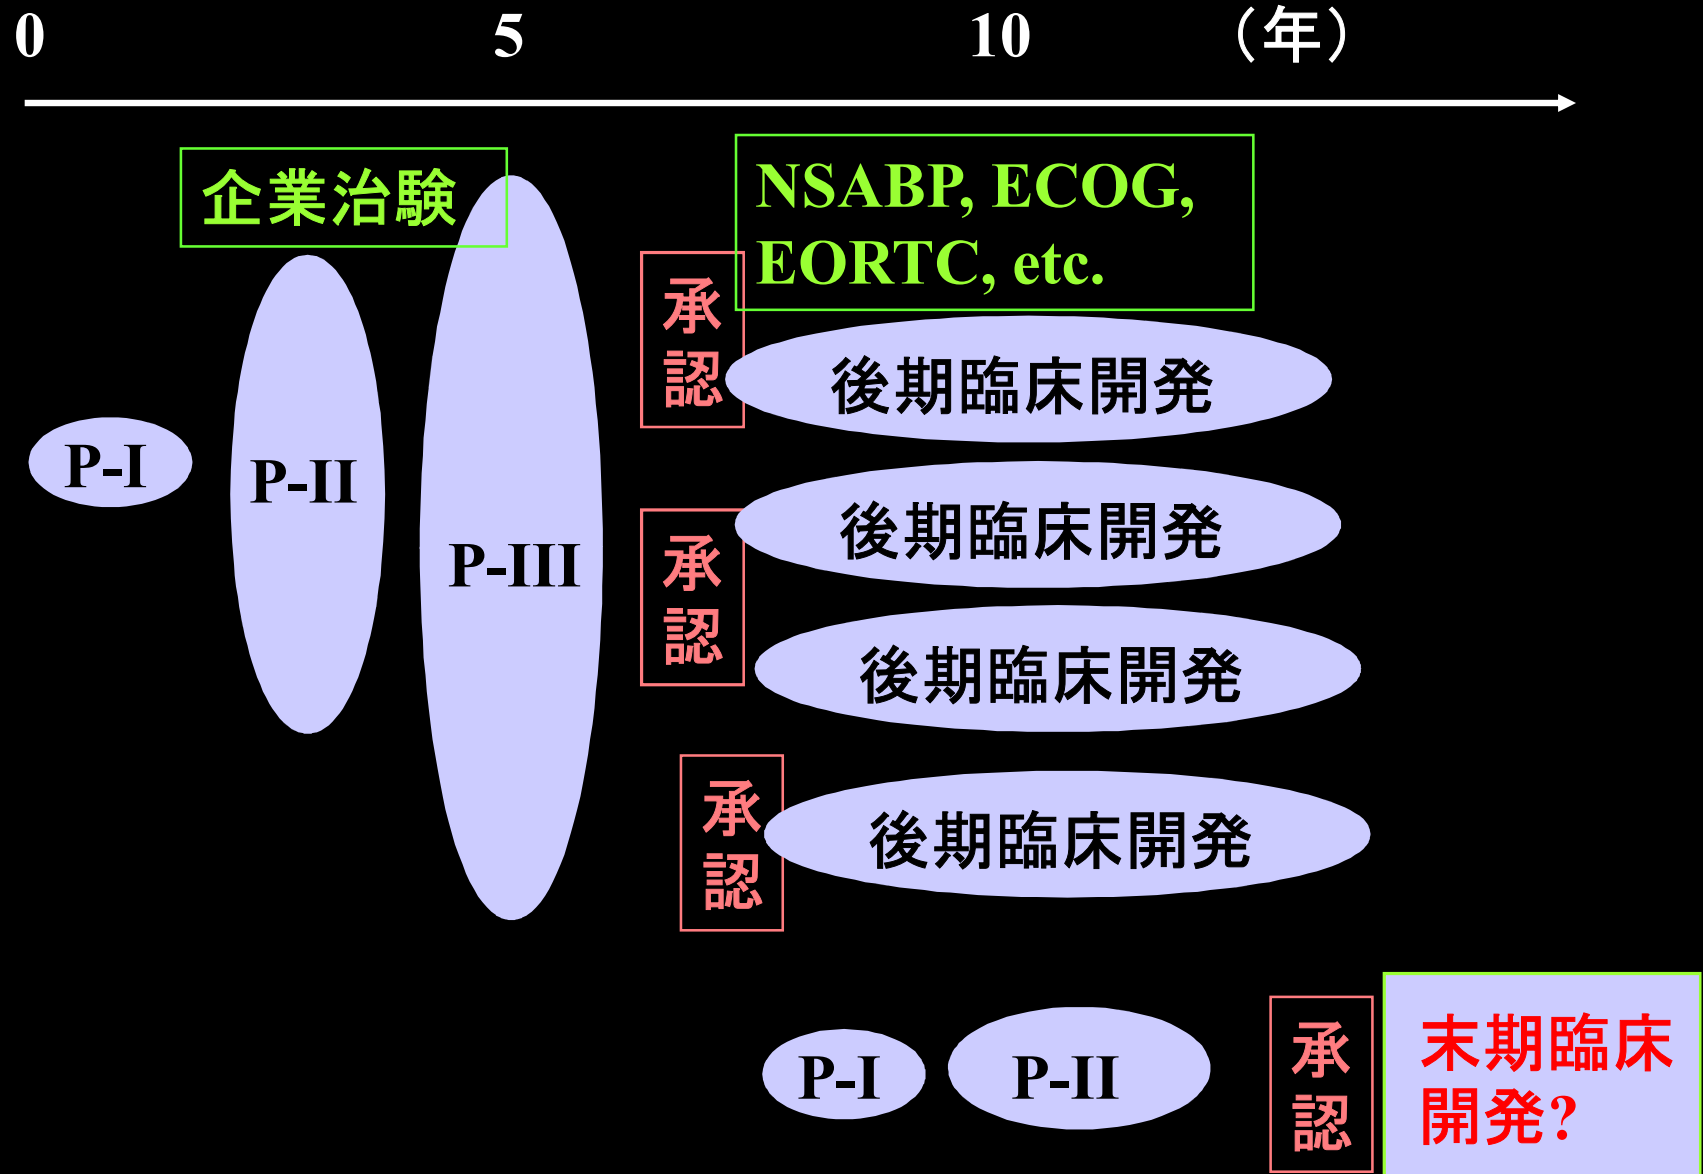 0 5 10 （年）
企業治験
NSABP, ECOG,
EORTC, etc.
承
認
後期臨床開発
P-I
P-II
P-III
承
認
後期臨床開発
後期臨床開発
承
認
後期臨床開発
P-I
P-II
承
認
末期臨床
開発?